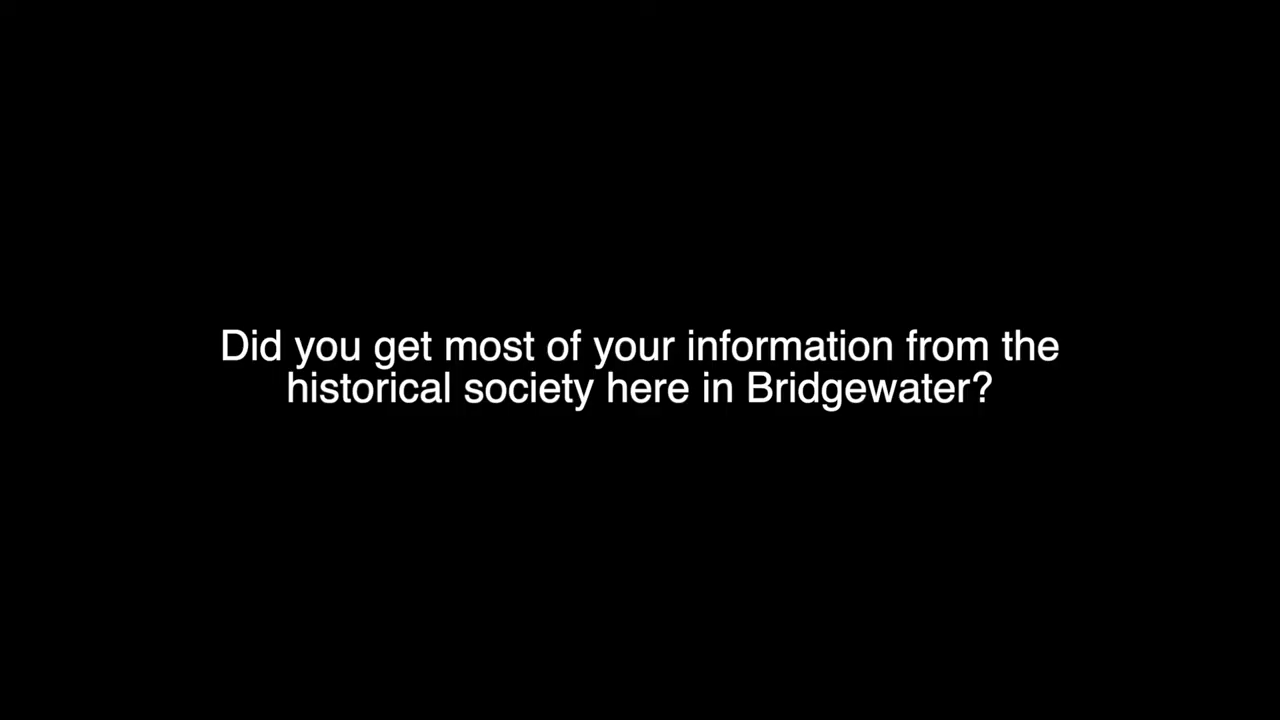 Did you get most of your information from the
historical society here in Bridgewater?